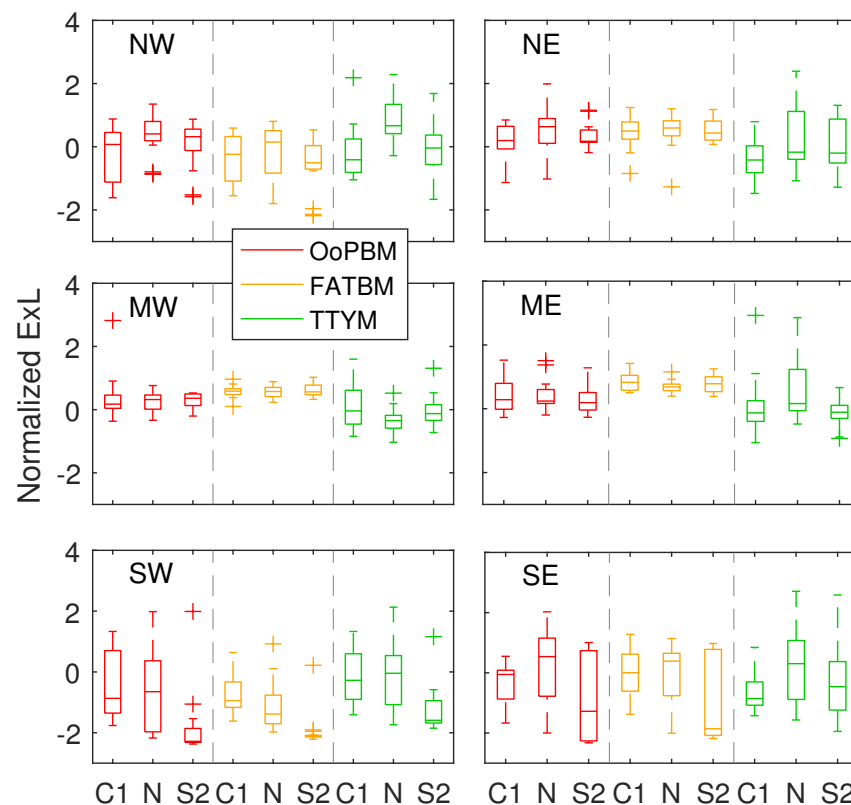 4
NW
NE
2
0
-2
OoPBM
FATBM
TTYM
4
MW
ME
2
0
-2
Normalized ExL
4
SW
SE
2
0
-2
C1 N S2 C1 N S2 C1 N S2 C1 N S2 C1 N S2 C1 N S2